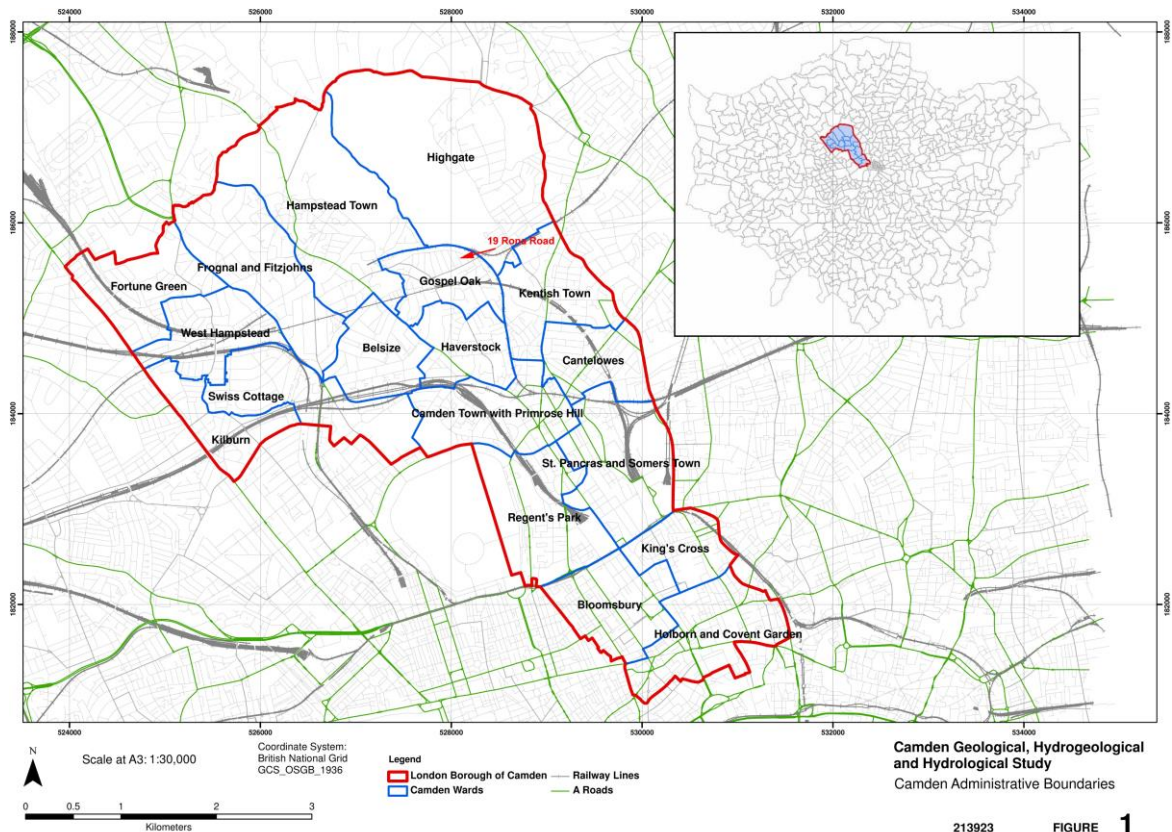 524000
526000
528000
530000
532000
534000
188000
188000
Highgate
Hampstead Town
186000
186000
19 Rona Road
Frognal and Fitzjohns
Gospel Oak
Fortune Green
Kentish Town
West Hampstead
Belsize
Haverstock
Cantelowes
Swiss Cottage
184000
184000
Camden Town with Primrose Hill
Kilburn
St. Pancras and Somers Town
Regent's Park
King's Cross
182000
182000
Bloomsbury
Holborn and Covent Garden
524000
526000
528000
530000
532000
534000
N
Scale at A3: 1:30,000
Coordinate System:
British National Grid
GCS_OSGB_1936
Legend
London Borough of Camden
Railway Lines
Camden Wards
A Roads
0 0.5 1 2 3
Kilometers
Camden Geological, Hydrogeological
and Hydrological Study
Camden Administrative Boundaries
213923 FIGURE 1